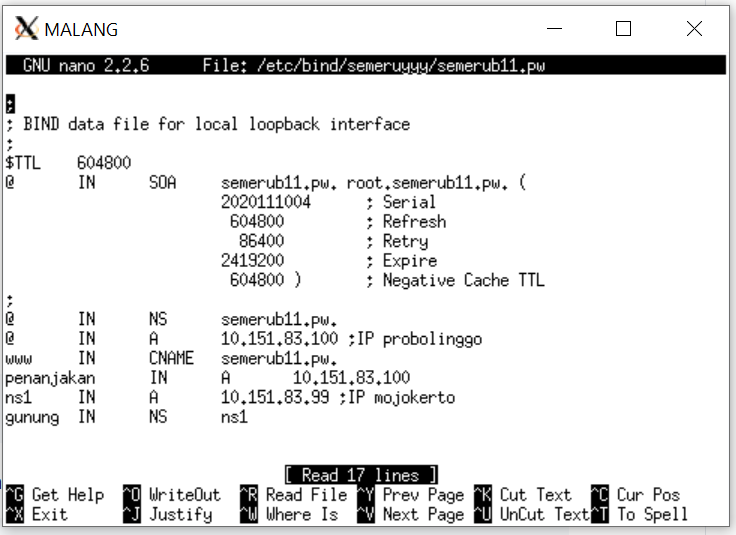 MALANG
GNU nano 2.2.6 File: /etc/bind/semeruyyy/semerub11.pw
;
; BIND data file for local loopback interface
;
$TTL 604800
@ IN SOA semerub11.pw. root.semerub11.pw. (
2020111004 ; Serial
604800 ; Refresh
86400 ; Retry
2419200 ; Expire
604800 ) ; Negative Cache TTL
;
@ IN NS semerub11.pw.
@ IN A 10.151.83.100 ;IP probolinggo
www IN CNAME semerub11.pw.
penanjakan IN A 10.151.83.100
ns1 IN A 10.151.83.99 ;IP mojokerto
gunung IN NS ns1
[ Read 17 lines ]
^G Get Help ^O WriteOut ^R Read File ^Y Prev Page ^K Cut Text ^C Cur Pos
^X Exit ^J Justify ^W Where Is ^V Next Page ^U UnCut Text ^T To Spell